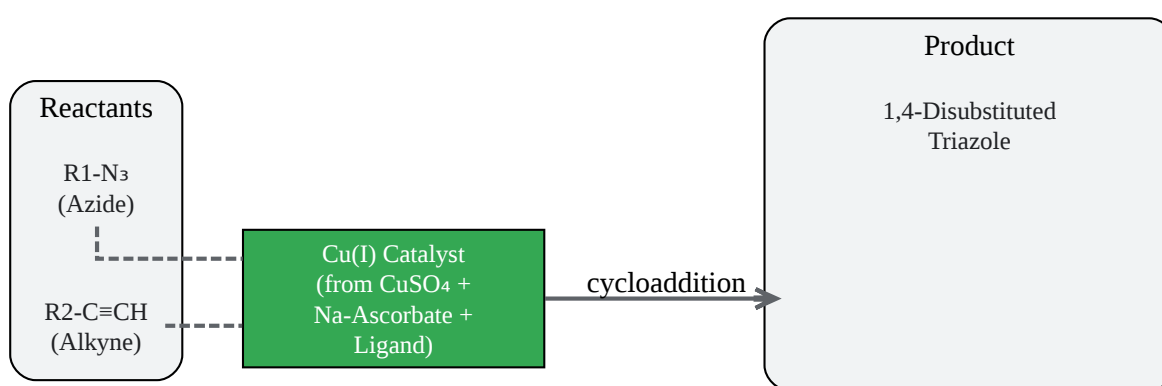 Reactants
R1-N₃
(Azide)
R2-C≡CH
(Alkyne)
Cu(I) Catalyst
(from CuSO₄ +
Na-Ascorbate +
Ligand)
cycloaddition
Product
1,4-Disubstituted
Triazole